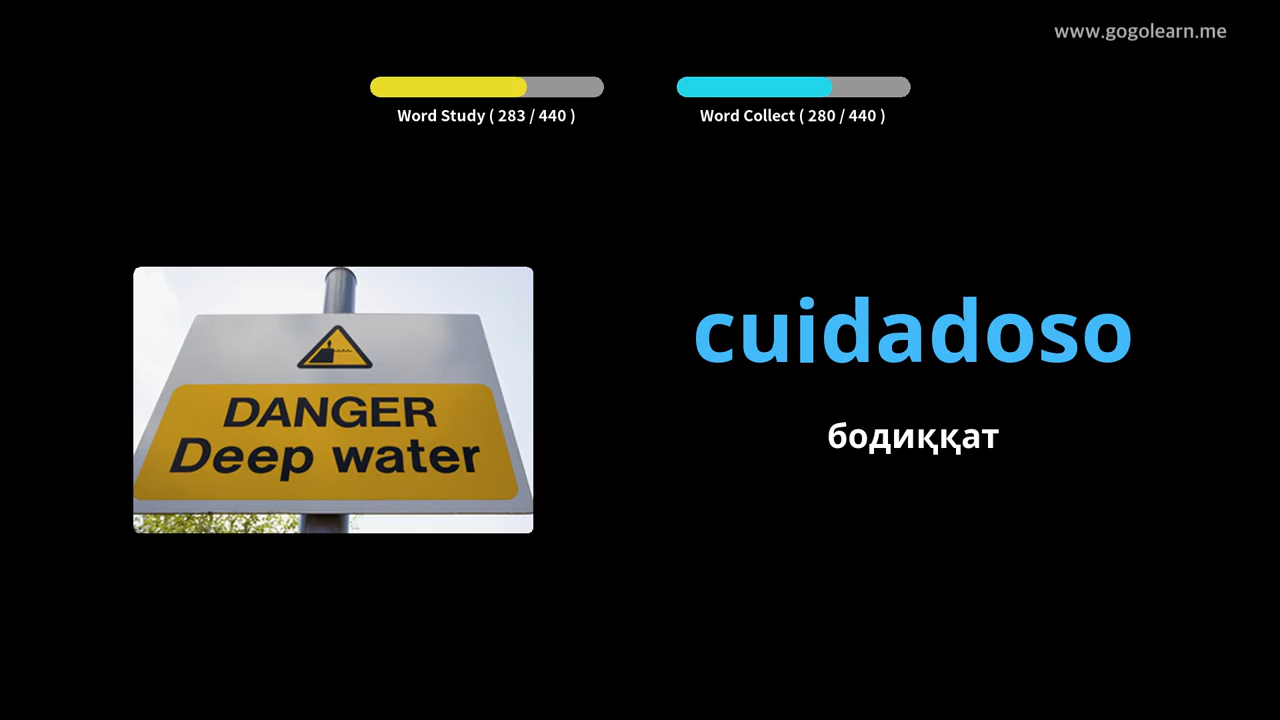 www.gogolearn.me
Word Study ( 283 / 440 )
Word Collect ( 280 / 440 )
DANGER
Deep water
cuidadoso
бодиққат